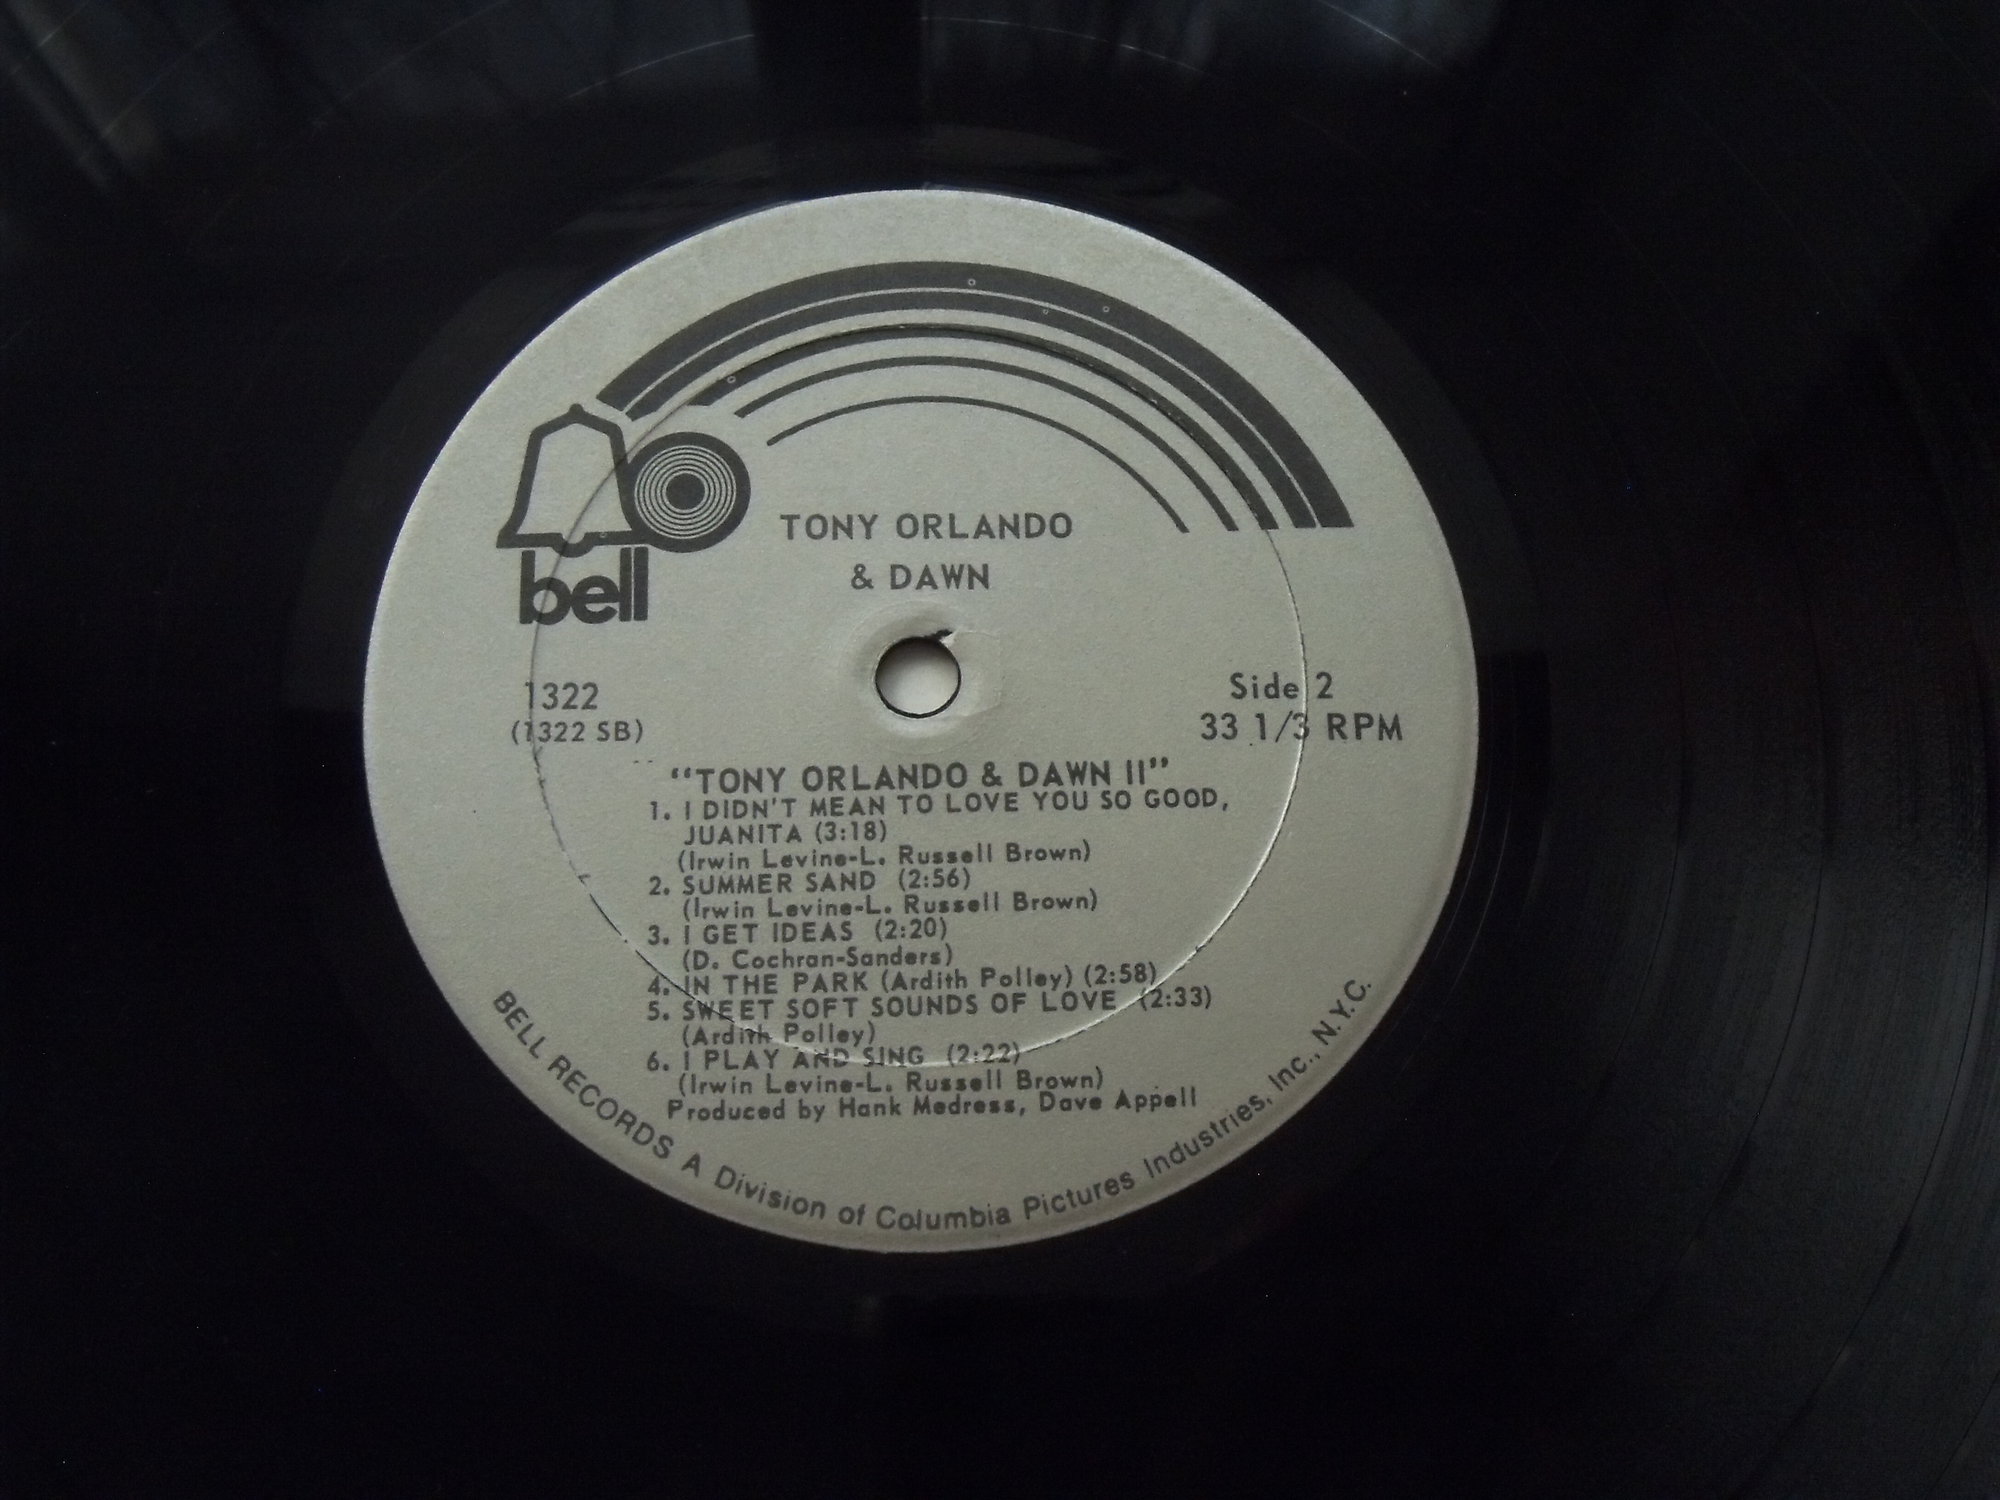 bell
TONY ORLANDO
& DAWN
1322
(1322 SB)
Side 2
33 1/3 RPM
"TONY ORLANDO & DAWN II"
1. I DIDN'T MEAN TO LOVE YOU SO GOOD,
JUANITA (3:18)
(Irwin Levine-L. Russell Brown)
2. SUMMER SAND (2:56)
(Irwin Levine-L. Russell Brown)
3. I GET IDEAS (2:20)
(D. Cochran-Sanders)
4. IN THE PARK (Ardith Polley) (2:58)
5. SWEET SOFT SOUNDS OF LOVE (2:33)
(Ardith Polley)
6. I PLAY AND SING (2:22)
(Irwin Levine-L. Russell Brown)
Produced by Hank Medress, Dave Appell
BELL RECORDS A Division of Columbia Pictures Industries, Inc., N.Y.C.